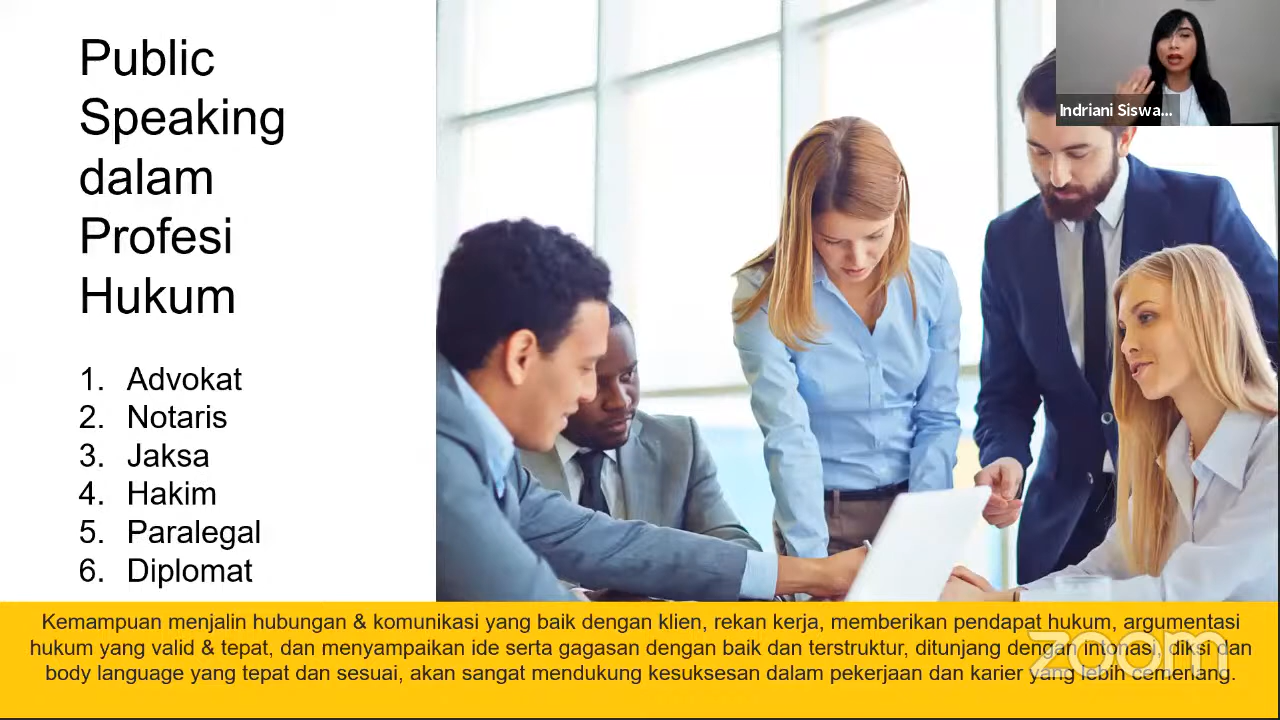 Public
Speaking
dalam
Profesi
Hukum
1. Advokat
2. Notaris
3. Jaksa
4. Hakim
5. Paralegal
6. Diplomat
Indriani Siswa...
Kemampuan menjalin hubungan & komunikasi yang baik dengan klien, rekan kerja, memberikan pendapat hukum, argumentasi
hukum yang valid & tepat, dan menyampaikan ide serta gagasan dengan baik dan terstruktur, ditunjang dengan intonasi, diksi dan
body language yang tepat dan sesuai, akan sangat mendukung kesuksesan dalam pekerjaan dan karier yang lebih cemerlang.
zoom